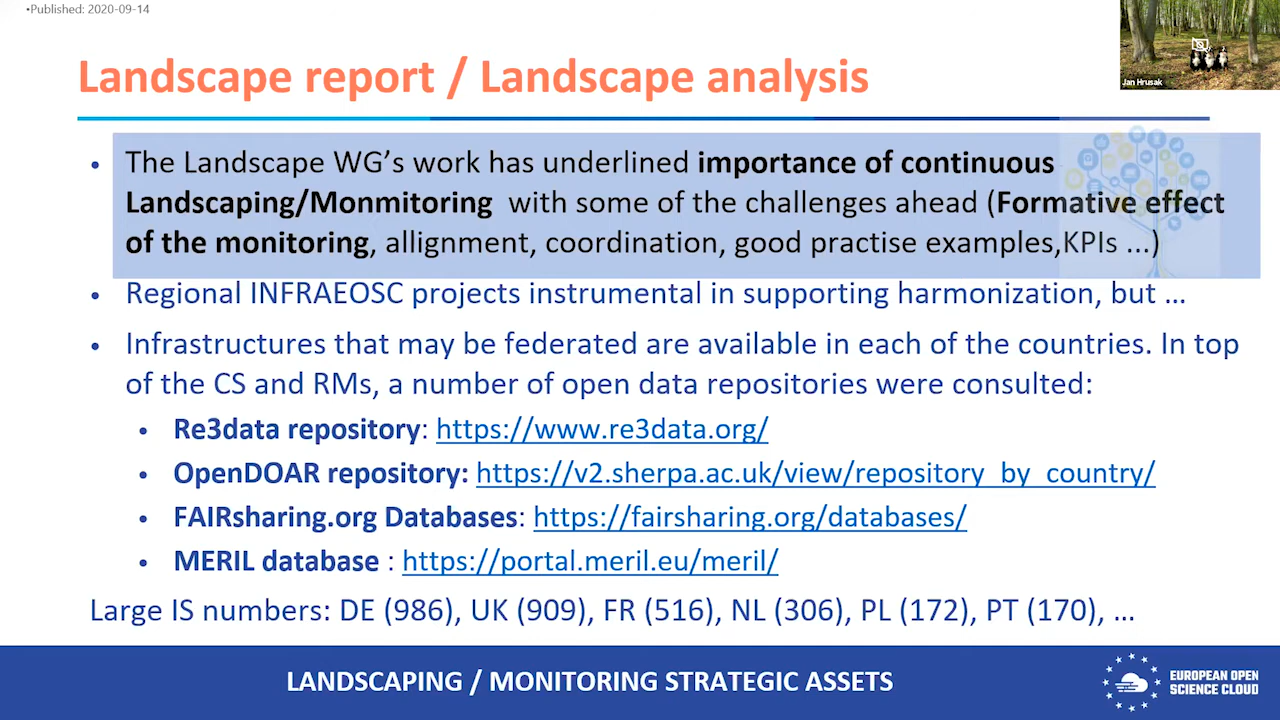 •Published: 2020-09-14
Landscape report / Landscape analysis
Jan Hrusak
• The Landscape WG's work has underlined importance of continuous
Landscaping/Monmitoring with some of the challenges ahead (Formative effect
of the monitoring, allignment, coordination, good practise examples,KPIs ...)
• Regional INFRAEOSC projects instrumental in supporting harmonization, but ...
• Infrastructures that may be federated are available in each of the countries. In top
of the CS and RMs, a number of open data repositories were consulted:
• Re3data repository: https://www.re3data.org/
• OpenDOAR repository: https://v2.sherpa.ac.uk/view/repository_by_country/
• FAIRsharing.org Databases: https://fairsharing.org/databases/
• MERIL database : https://portal.meril.eu/meril/
Large IS numbers: DE (986), UK (909), FR (516), NL (306), PL (172), PT (170), ...
LANDSCAPING / MONITORING STRATEGIC ASSETS
EUROPEAN OPEN
SCIENCE CLOUD